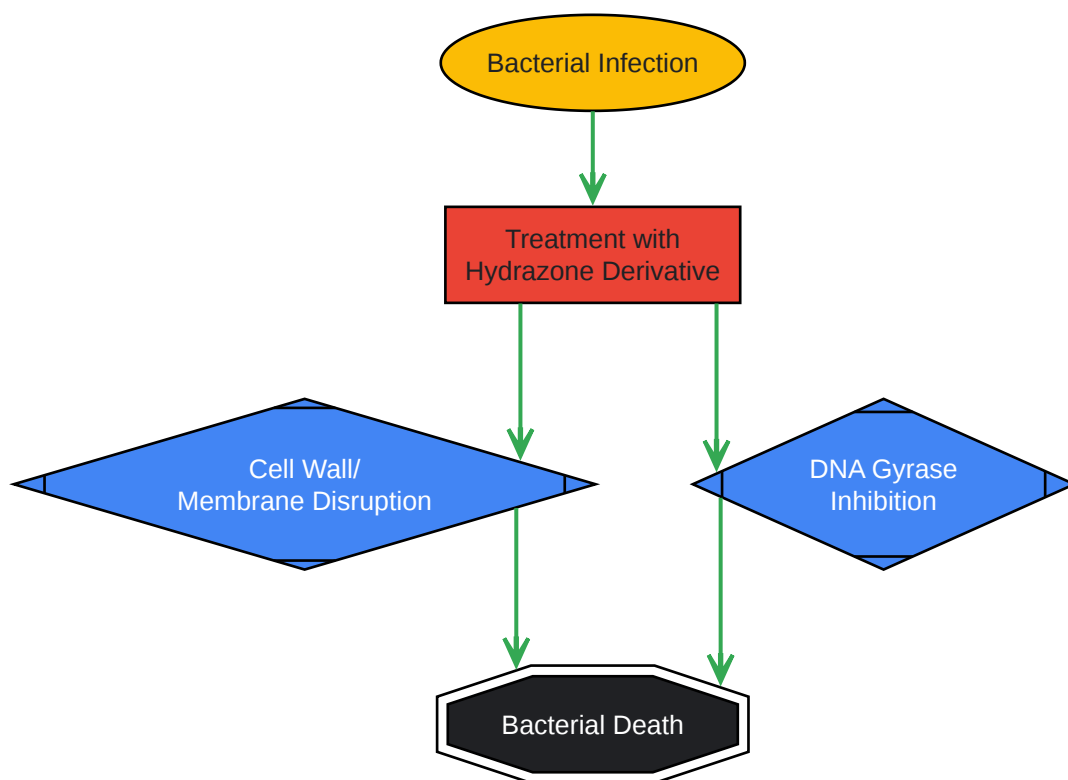 Bacterial Infection
Treatment with
Hydrazone Derivative
Cell Wall/
Membrane Disruption
DNA Gyrase
Inhibition
Bacterial Death